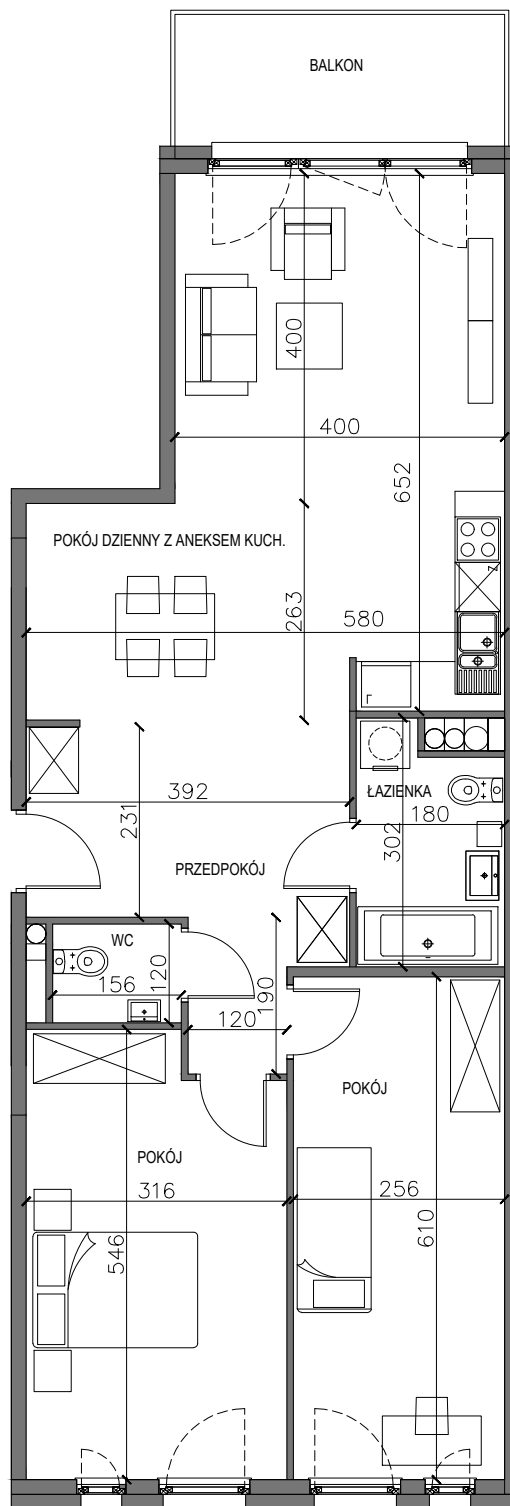 BALKON
400
400
652
POKÓJ DZIENNY Z ANEKSEM KUCH.
263
580
392
231
ŁAZIENKA
180
302
PRZEDPOKÓJ
WC
120
156
190
120
POKÓJ
POKÓJ
316
256
546
610